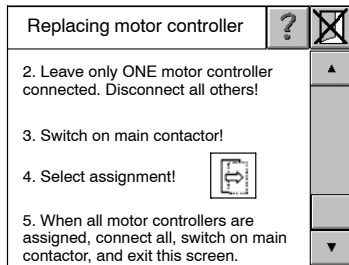 Replacing motor controller
?
2. Leave only ONE motor controller
connected. Disconnect all others!
3. Switch on main contactor!
4. Select assignment!
5. When all motor controllers are
assigned, connect all, switch on main
contactor, and exit this screen.